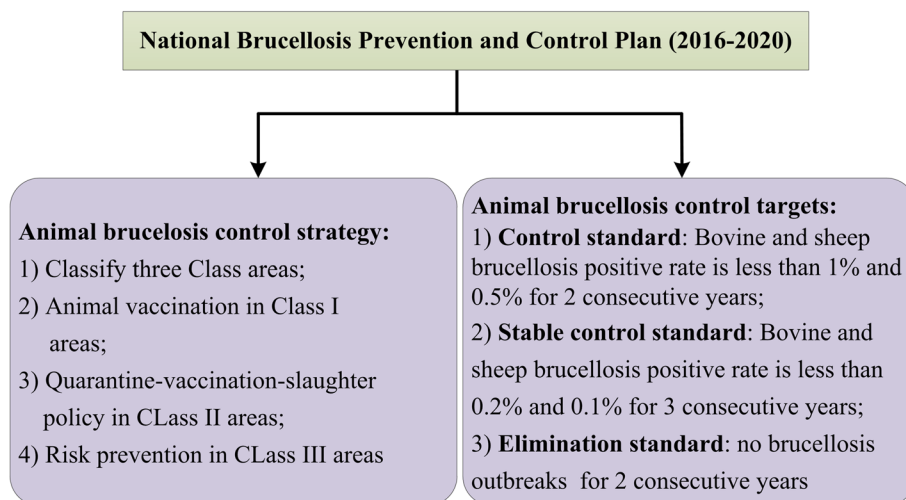 National Brucellosis Prevention and Control Plan (2016-2020)
Animal brucelosis control strategy:
1) Classify three Class areas;
2) Animal vaccination in Class I
areas;
3) Quarantine-vaccination-slaughter
policy in CLass II areas;
4) Risk prevention in CLass III areas
Animal brucellosis control targets:
1) Control standard: Bovine and sheep
brucellosis positive rate is less than 1% and
0.5% for 2 consecutive years;
2) Stable control standard: Bovine and
sheep brucellosis positive rate is less than
0.2% and 0.1% for 3 consecutive years;
3) Elimination standard: no brucellosis
outbreaks for 2 consecutive years